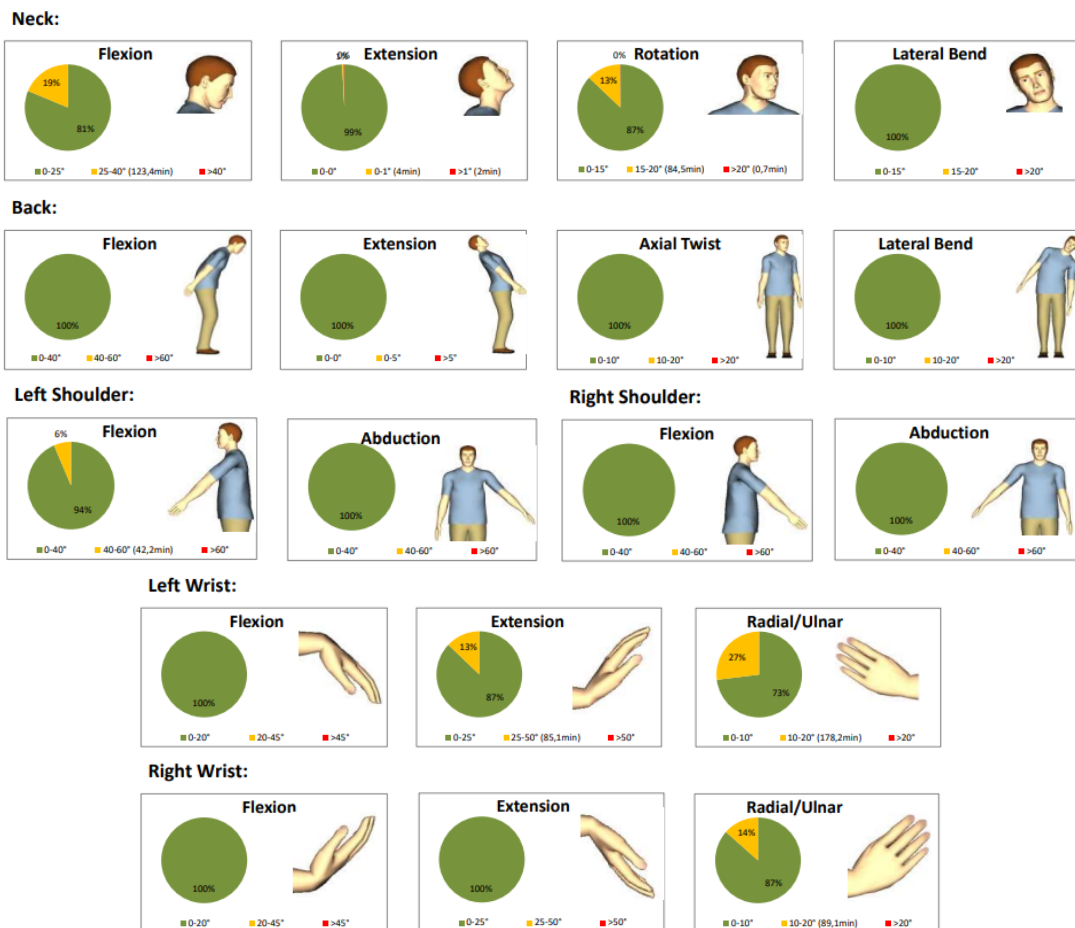 Neck:
Flexion
19%
81%
0-25° 25-40° (123,4min) >40°
Extension
0%
99%
0-0° 0-1° (4min) >1° (2min)
0% Rotation
13%
87%
0-15° 15-20° (84,5min) >20° (0,7min)
Lateral Bend
100%
0-15° 15-20° >20°
Back:
Flexion
100%
0-40° 40-60° >60°
Extension
100%
0-0° 0-5° >5°
Axial Twist
100%
0-10° 10-20° >20°
Lateral Bend
100%
0-10° 10-20° >20°
Left Shoulder:
Flexion
6%
94%
0-40° 40-60° (42,2min) >60°
Abduction
100%
0-40° 40-60° >60°
Right Shoulder:
Flexion
100%
0-40° 40-60° >60°
Abduction
100%
0-40° 40-60° >60°
Left Wrist:
Flexion
100%
0-20° 20-45° >45°
Extension
13%
87%
0-25° 25-50° (85,1min) >50°
Radial/Ulnar
27%
73%
0-10° 10-20° (178,2min) >20°
Right Wrist:
Flexion
100%
0-20° 20-45° >45°
Extension
100%
0-25° 25-50° >50°
Radial/Ulnar
14%
87%
0-10° 10-20° (89,1min) >20°